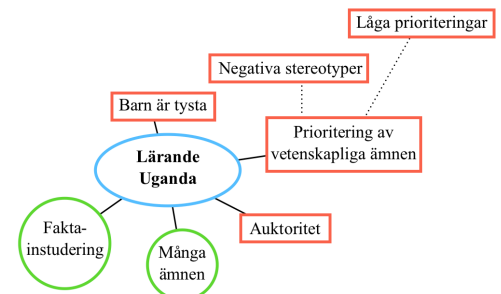 Låga prioriteringar
Negativa stereotyper
Barn är tysta
Prioritering av
vetenskapliga ämnen
Lärande
Uganda
Fakta-
instudering
Många
ämnen
Auktoritet